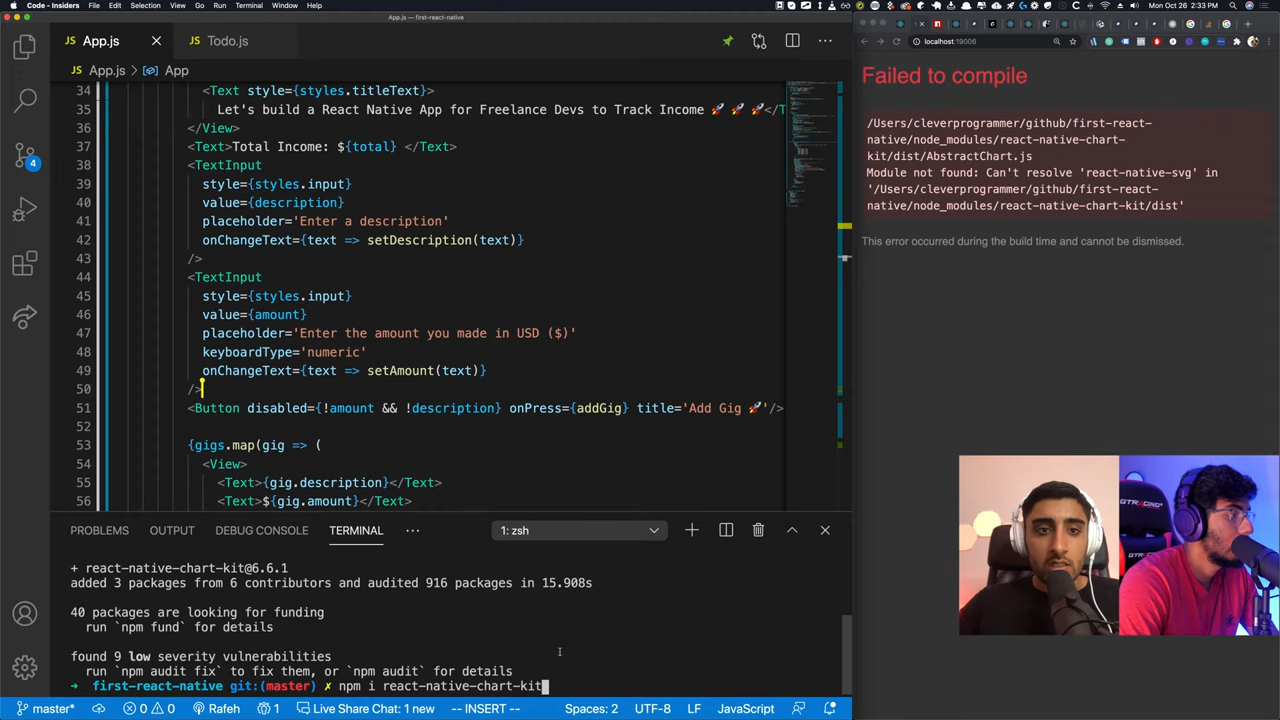 Code - Insiders File Edit Selection View Go Run Terminal Window Help
Mon Oct 26 2:33 PM
App.js — first-react-native
App.js
Todo.js
App.js > App
localhost:19006
34 <Text style={styles.titleText}>
35 Let's build a React Native App for Freelance Devs to Track Income 🚀 🚀 🚀</T
36 </View>
37 <Text>Total Income: ${total} </Text>
38 <TextInput
39 style={styles.input}
40 value={description}
41 placeholder='Enter a description'
42 onChangeText={text => setDescription(text)}
43 />
44 <TextInput
45 style={styles.input}
46 value={amount}
47 placeholder='Enter the amount you made in USD ($)'
48 keyboardType='numeric'
49 onChangeText={text => setAmount(text)}
50 />
51 <Button disabled={!amount && !description} onPress={addGig} title='Add Gig 🚀'/>
52
53 {gigs.map(gig => (
54 <View>
55 <Text>{gig.description}</Text>
56 <Text>${gig.amount}</Text>
Failed to compile
/Users/cleverprogrammer/github/first-react-
native/node_modules/react-native-chart-
kit/dist/AbstractChart.js
Module not found: Can't resolve 'react-native-svg' in
'/Users/cleverprogrammer/github/first-react-
native/node_modules/react-native-chart-kit/dist'
This error occurred during the build time and cannot be dismissed.
GTRACING
GTRACING
4
PROBLEMS OUTPUT DEBUG CONSOLE TERMINAL ··· 1: zsh
+ react-native-chart-kit@6.6.1
added 3 packages from 6 contributors and audited 916 packages in 15.908s
40 packages are looking for funding
run `npm fund` for details
found 9 low severity vulnerabilities
run `npm audit fix` to fix them, or `npm audit` for details
→ first-react-native git:(master) ✗ npm i react-native-chart-kit
master* 0 0 Rafeh 1 Live Share Chat: 1 new -- INSERT -- Spaces: 2 UTF-8 LF JavaScript